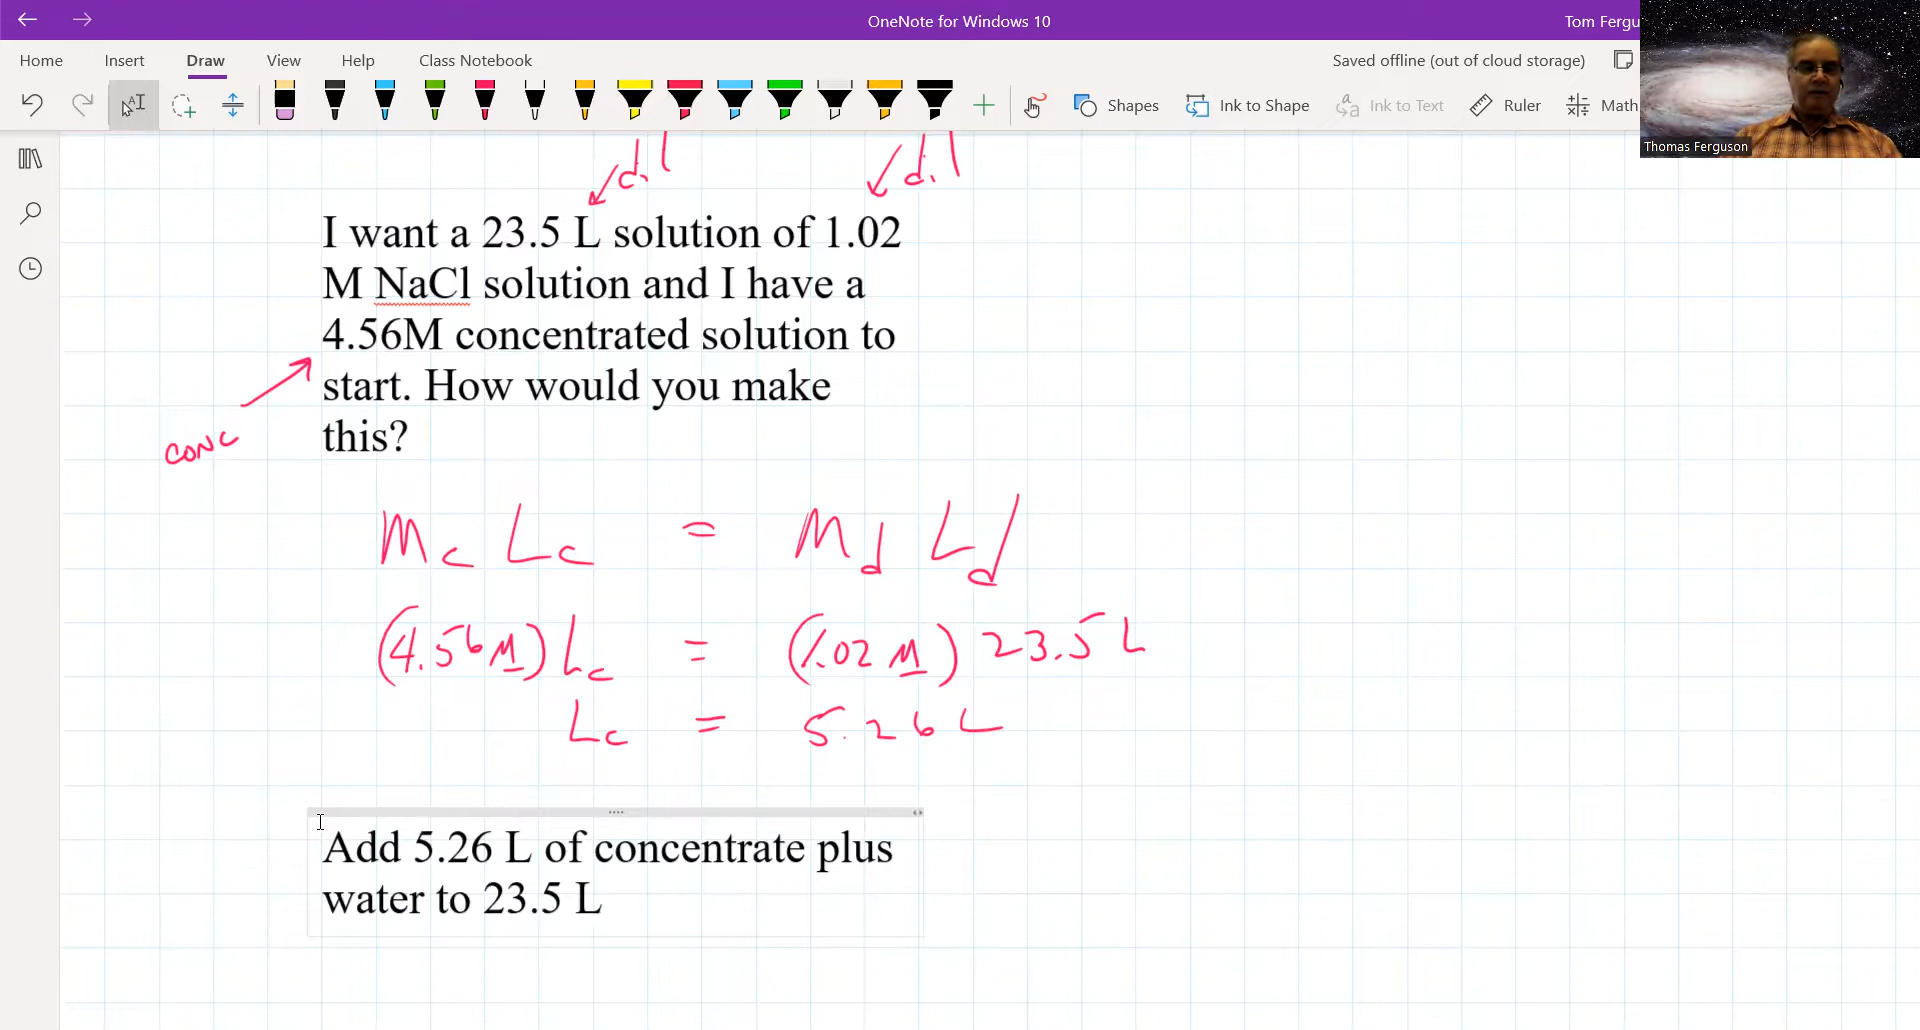 OneNote for Windows 10
Tom Fergu
Home Insert Draw View Help Class Notebook
Saved offline (out of cloud storage)
Shapes Ink to Shape Ink to Text Ruler Math
Thomas Ferguson
dil dil
I want a 23.5 L solution of 1.02
M NaCl solution and I have a
4.56M concentrated solution to
start. How would you make
this?
conc
Mc Lc = Md Ld
(4.56 M) Lc = (1.02 M) 23.5 L
Lc = 5.26 L
Add 5.26 L of concentrate plus
water to 23.5 L